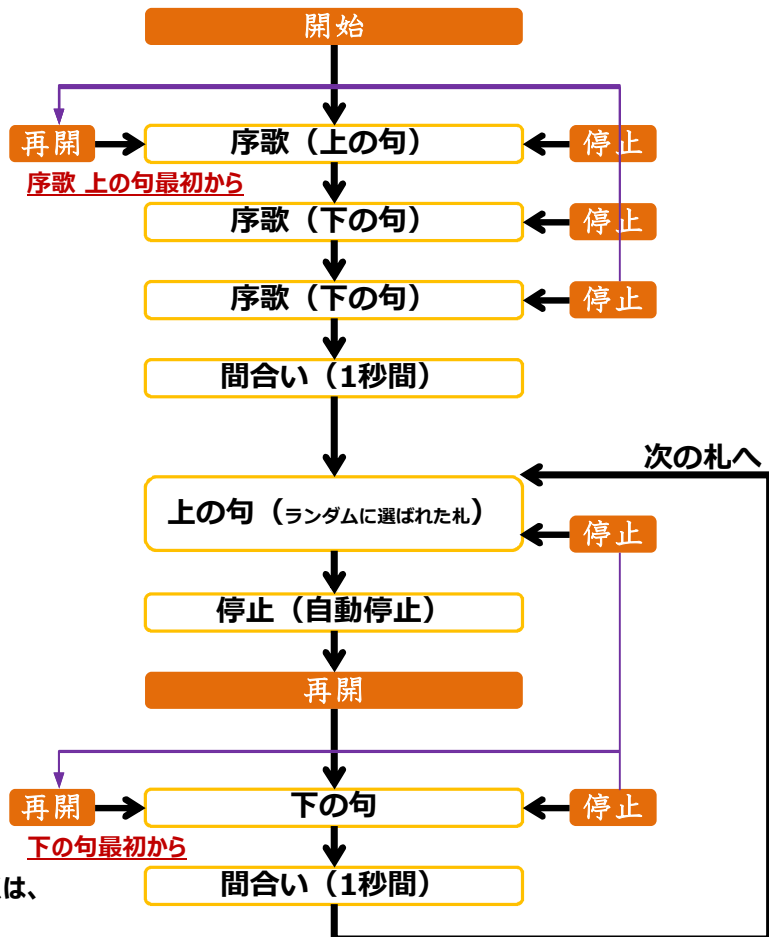 開始
再開
序歌（上の句）
停止
序歌 上の句最初から
序歌（下の句）
停止
序歌（下の句）
停止
間合い（1秒間）
次の札へ
上の句（ランダムに選ばれた札）
停止
停止（自動停止）
再開
再開
下の句
停止
下の句最初から
間合い（1秒間）
は、